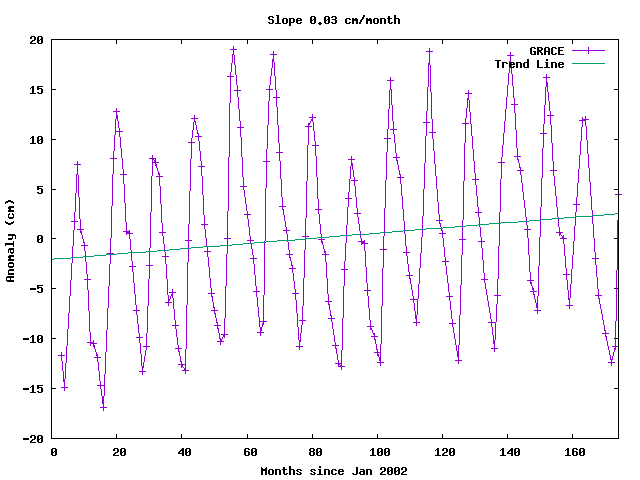 Slope 0.03 cm/month
GRACE
Trend Line
20
15
10
5
0
-5
-10
-15
-20
Anomaly (cm)
0 20 40 60 80 100 120 140 160
Months since Jan 2002